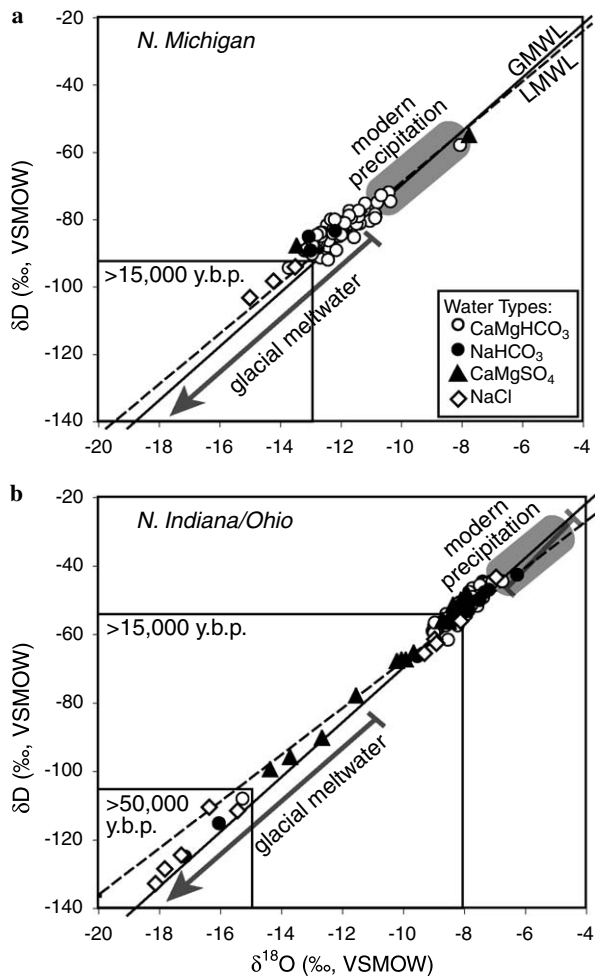 a
N. Michigan
GMWL
LMWL
modern
precipitation
>15,000 y.b.p.
glacial meltwater
Water Types:
CaMgHCO₃
NaHCO₃
CaMgSO₄
NaCl
δD (‰, VSMOW)
-20
-40
-60
-80
-100
-120
-140
-20 -18 -16 -14 -12 -10 -8 -6 -4
b
N. Indiana/Ohio
modern
precipitation
>15,000 y.b.p.
>50,000
y.b.p.
glacial meltwater
δD (‰, VSMOW)
-20
-40
-60
-80
-100
-120
-140
-20 -18 -16 -14 -12 -10 -8 -6 -4
δ¹⁸O (‰, VSMOW)